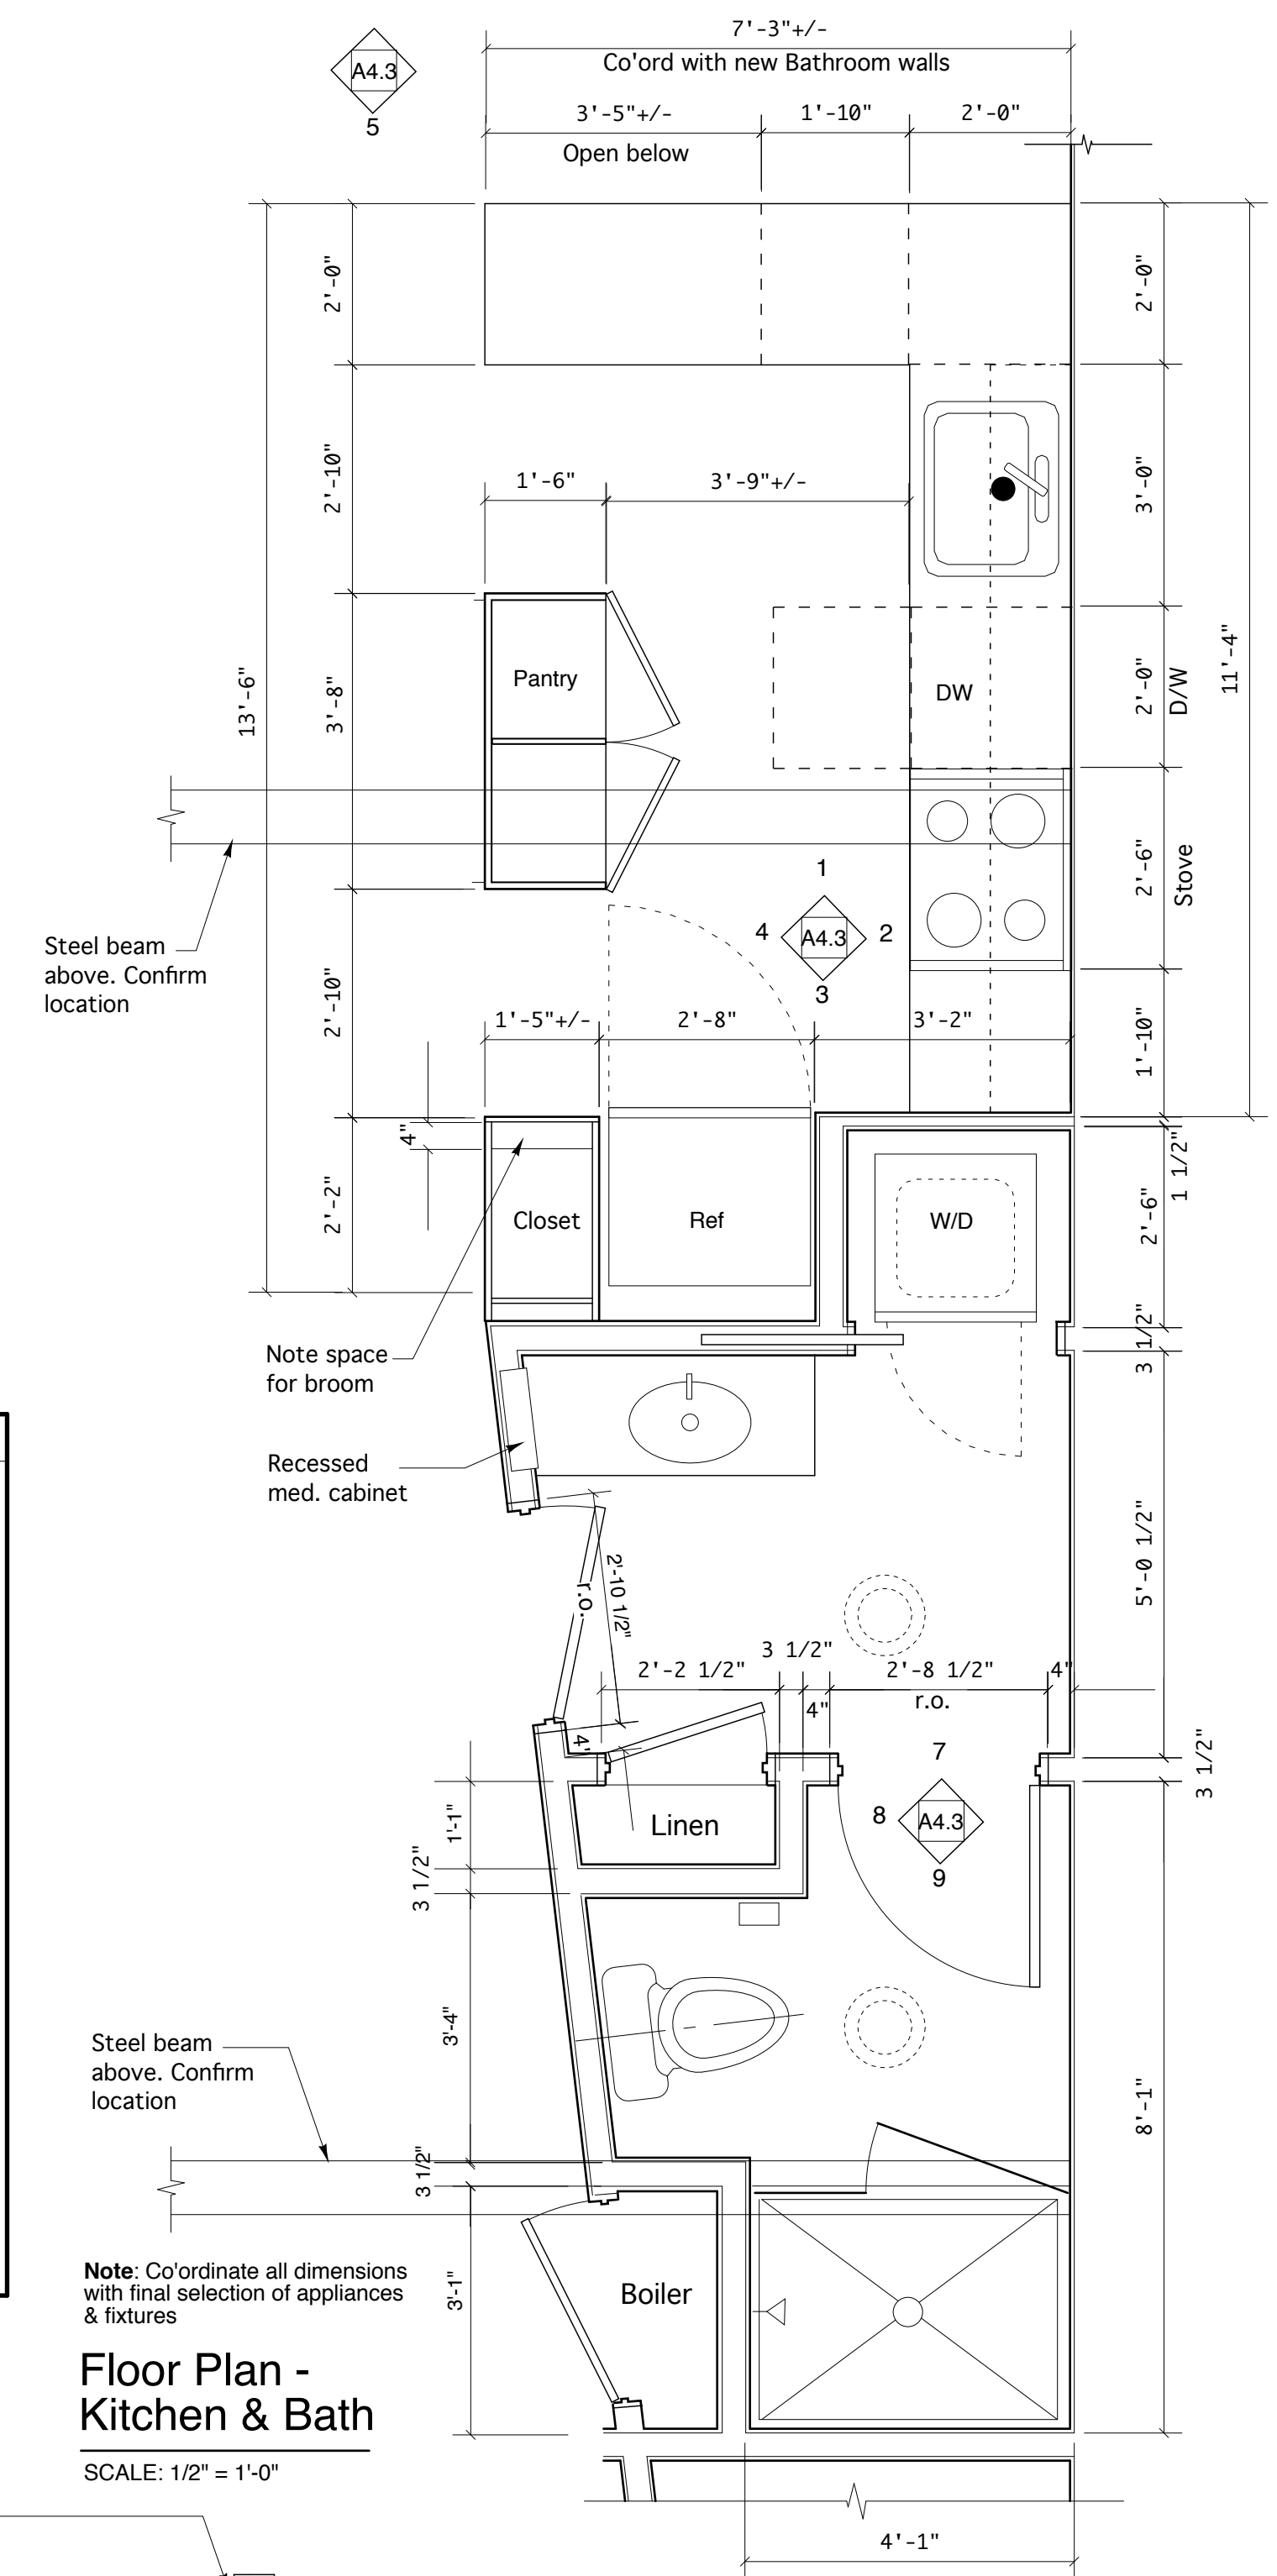 7'-3"+/-
Co'ord with new Bathroom walls
A4.3
5
3'-5"+/-
1'-10"
2'-0"
Open below
2'-0"
2'-0"
2'-10"
1'-6"
3'-9"+/-
3'-0"
13'-6"
3'-8"
Pantry
DW
2'-0"
D/W
11'-4"
Steel beam
above. Confirm
location
1
4
A4.3
2
3
2'-6"
Stove
2'-10"
1'-5"+/-
2'-8"
3'-2"
1'-10"
4"
1 1/2"
2'-2"
Closet
Ref
W/D
2'-6"
3 1/2"
Note space
for broom
Recessed
med. cabinet
2'-10 1/2"
r.o.
5'-0 1/2"
3 1/2"
2'-2 1/2"
2'-8 1/2"
4"
4"
r.o.
4"
7
3 1/2"
8
A4.3
9
1'-1"
Linen
3 1/2"
3'-4"
Steel beam
above. Confirm
location
8'-1"
3 1/2"
3'-1"
Boiler
Note: Co'ordinate all dimensions
with final selection of appliances
& fixtures
Floor Plan -
Kitchen & Bath
SCALE: 1/2" = 1'-0"
4'-1"